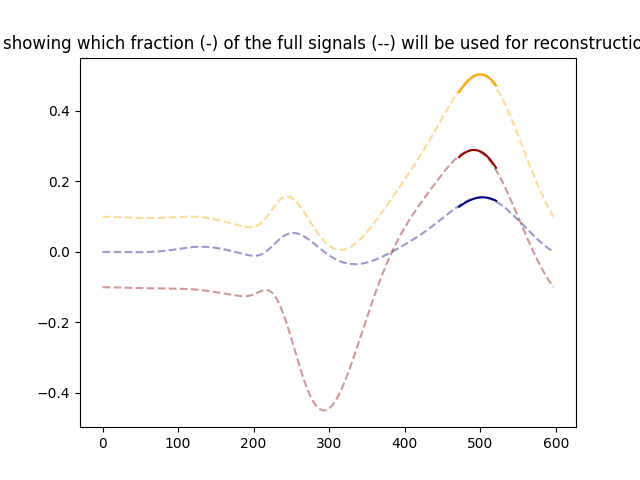 showing which fraction (-) of the full signals (--) will be used for
0.4
0.2
0.0
−0.2
−0.4
0 100 200 300 400 500 600